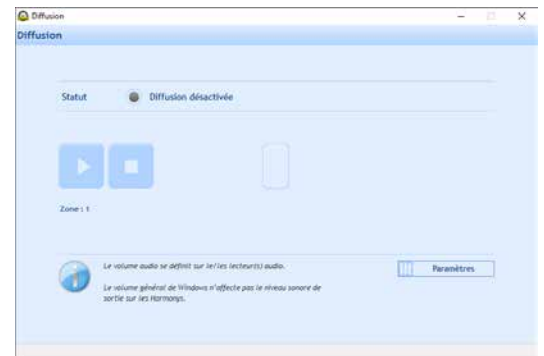 Diffusion
Diffusion
Statut Diffusion désactivée
Zone : 1
Le volume audio se définit sur le/les lecteur(s) audio.
Le volume général de Windows n'affecte pas le niveau sonore de
sortie sur les Harmonys.
Paramètres